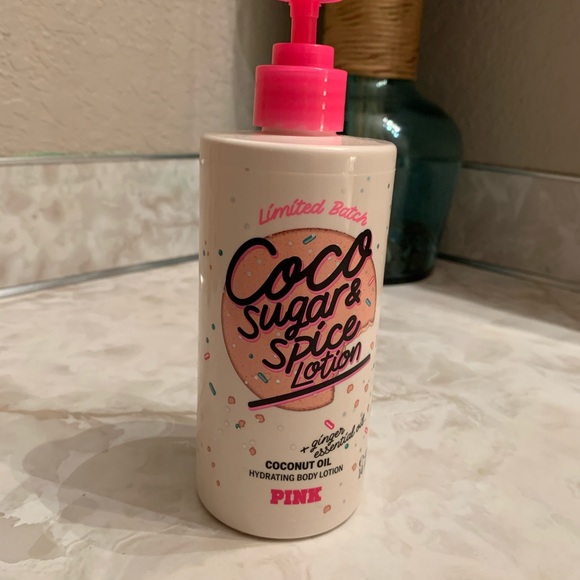 Limited Batch
Coco
Sugar &
Spice
Lotion
+ ginger
essential oil
COCONUT OIL
HYDRATING BODY LOTION
PINK